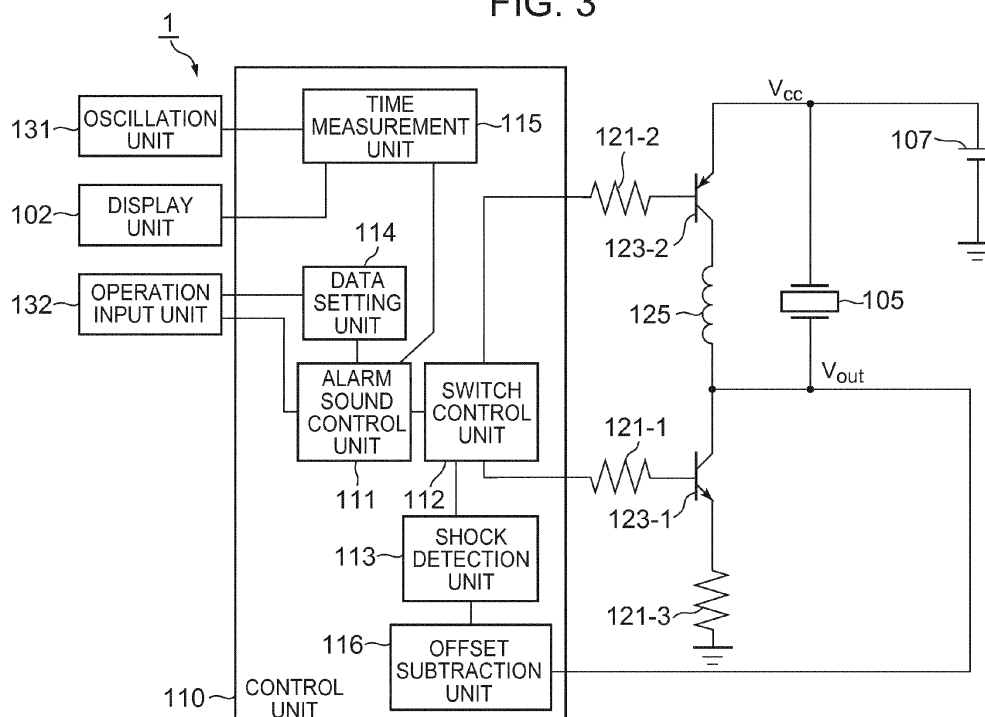 FIG. 3
1
131
OSCILLATION
UNIT
TIME
MEASUREMENT
UNIT
115
102
DISPLAY
UNIT
132
OPERATION
INPUT UNIT
114
DATA
SETTING
UNIT
ALARM
SOUND
CONTROL
UNIT
111
SWITCH
CONTROL
UNIT
112
113
SHOCK
DETECTION
UNIT
116
OFFSET
SUBTRACTION
UNIT
110
CONTROL
UNIT
Vcc
121-2
123-2
107
125
105
Vout
121-1
123-1
121-3